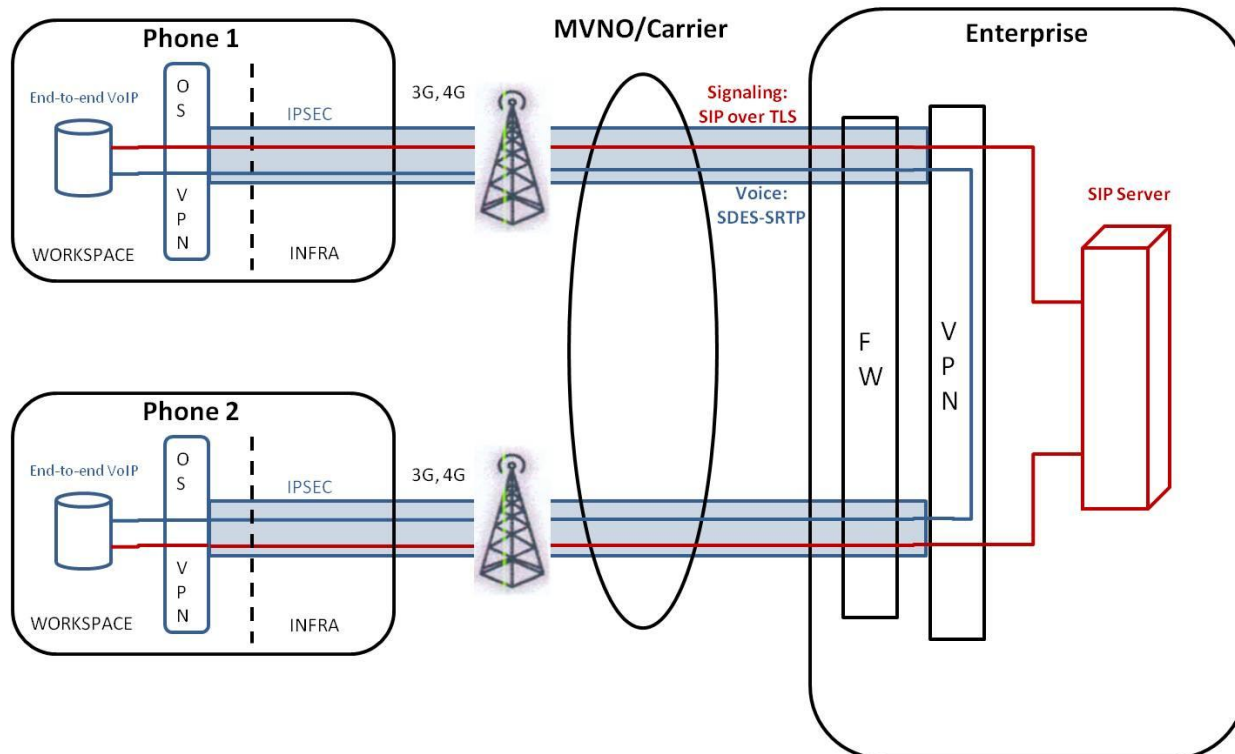 Phone 1
End-to-end VoIP
O
S
V
P
N
IPSEC
WORKSPACE
INFRA
3G, 4G
MVNO/Carrier
Signaling:
SIP over TLS
Voice:
SDES-SRTP
Enterprise
F
W
V
P
N
SIP Server
Phone 2
End-to-end VoIP
O
S
V
P
N
IPSEC
WORKSPACE
INFRA
3G, 4G